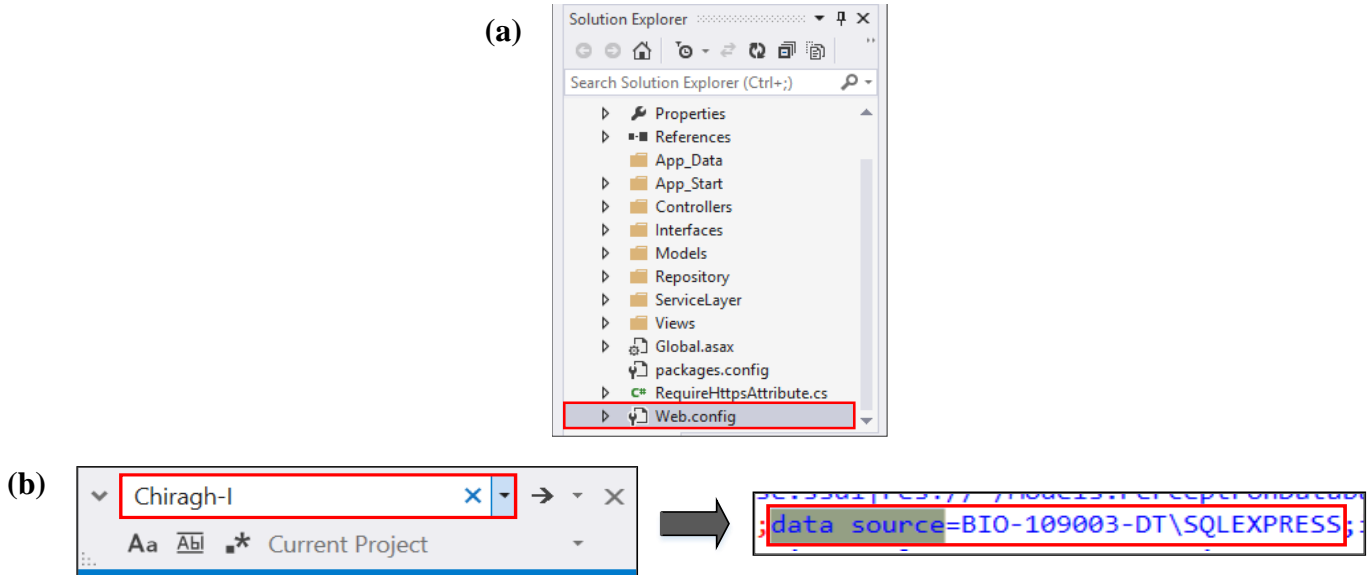 (a)
Solution Explorer
Search Solution Explorer (Ctrl+;)
Properties
References
App_Data
App_Start
Controllers
Interfaces
Models
Repository
ServiceLayer
Views
Global.asax
packages.config
C# RequireHttpsAttribute.cs
Web.config
(b)
Chiragh-I
Aa Abl .* Current Project
;data source=BIO-109003-DT\SQLEXPRESS;